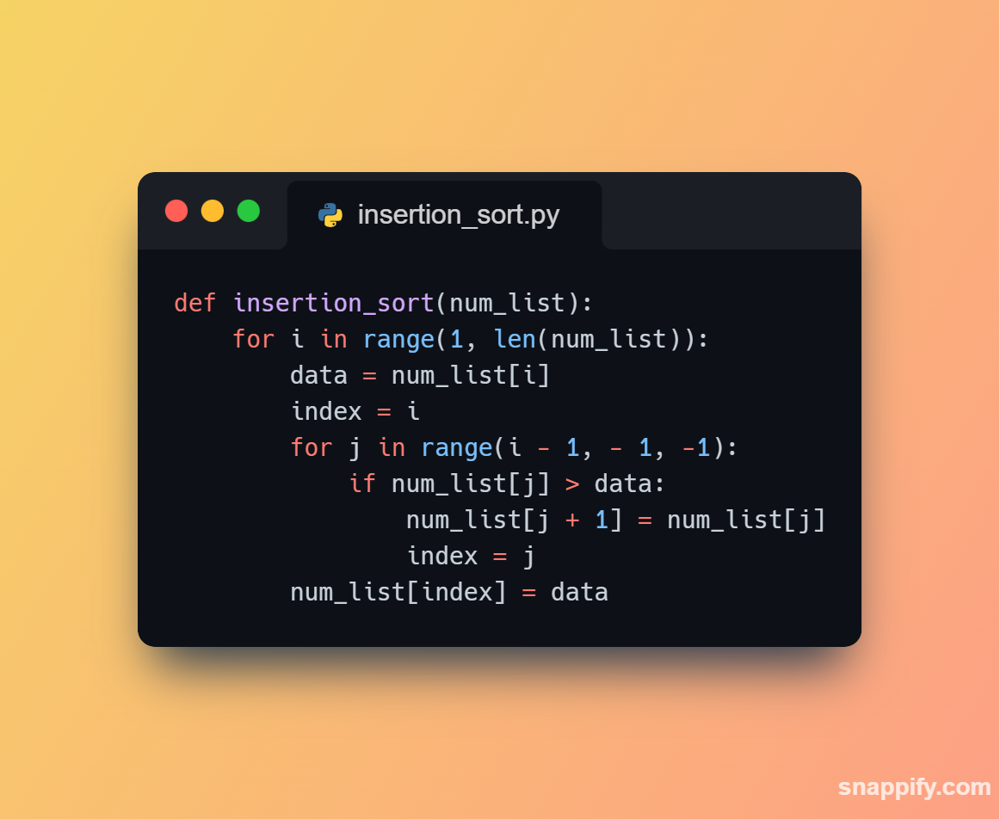 insertion_sort.py
def insertion_sort(num_list):
    for i in range(1, len(num_list)):
        data = num_list[i]
        index = i
        for j in range(i - 1, - 1, -1):
            if num_list[j] > data:
                num_list[j + 1] = num_list[j]
                index = j
        num_list[index] = data
snappify.com